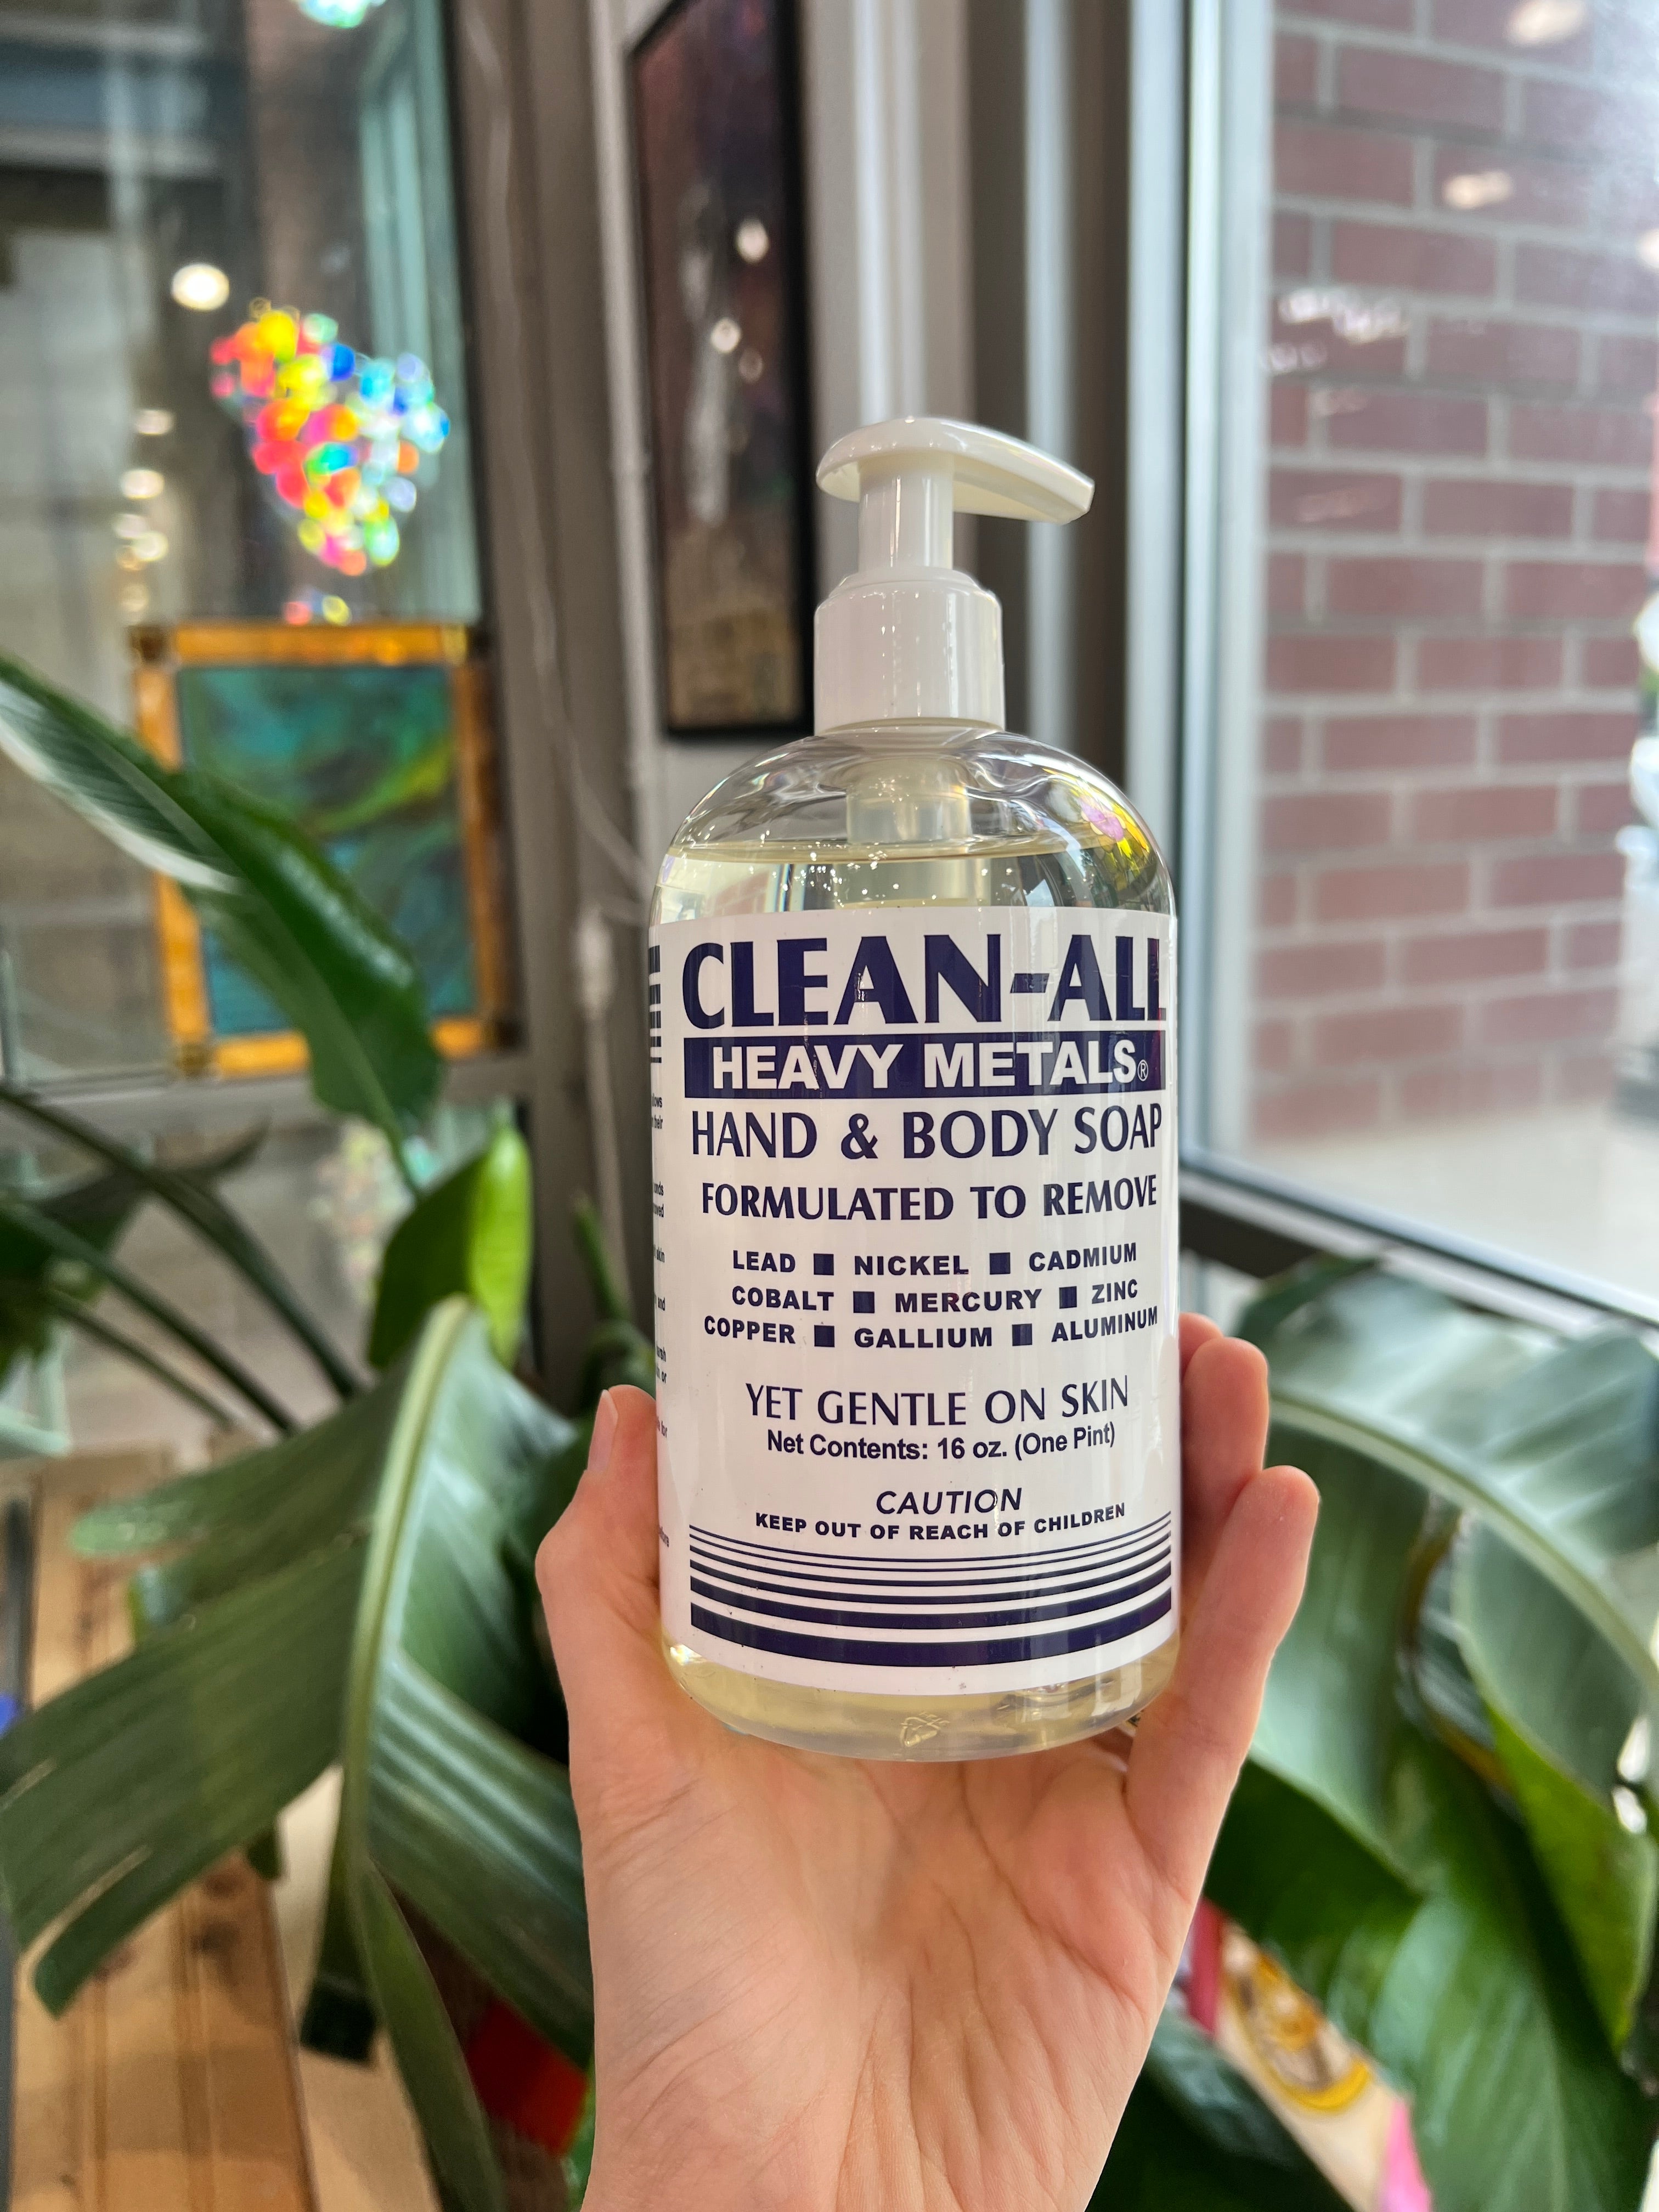 CLEAN-ALL
HEAVY METALS®
HAND & BODY SOAP
FORMULATED TO REMOVE
LEAD ■ NICKEL ■ CADMIUM
COBALT ■ MERCURY ■ ZINC
COPPER ■ GALLIUM ■ ALUMINUM
YET GENTLE ON SKIN
Net Contents: 16 oz. (One Pint)
CAUTION
KEEP OUT OF REACH OF CHILDREN